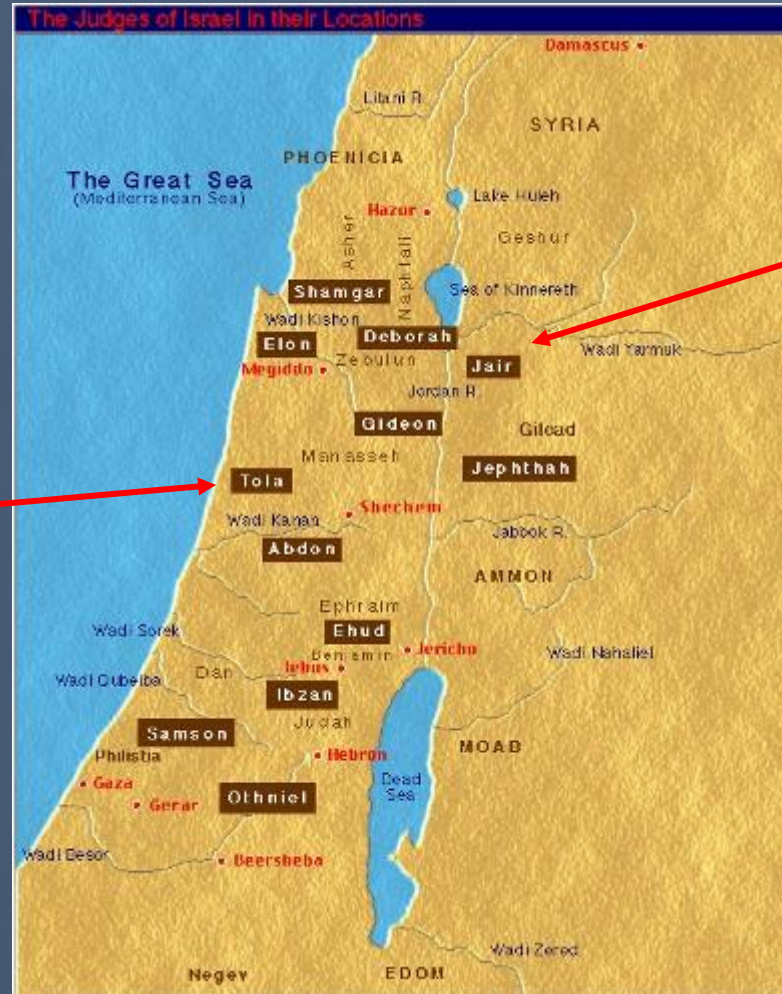 The Judges of Israel in their Locations
Damascus
Litani R.
SYRIA
PHOENICIA
The Great Sea
(Mediterranean Sea)
Lake Huleh
Hazor
Asher
Naphtali
Geshur
Shamgar
Sea of Kinnereth
Wadi Kishon
Elon
Deborah
Wadi Yarmuk
Zebulun
Megiddo
Jair
Jordan R.
Gideon
Gilead
Manasseh
Jephthah
Tola
Shechem
Wadi Kanan
Jabbok R.
Abdon
AMMON
Ephraim
Wadi Sorek
Ehud
Jericho
Benjamin
Wadi Nahaliel
Jebus
Dan
Wadi Qubeiba
Ibzan
Judah
Samson
MOAB
Philistia
Hebron
Gaza
Dead
Sea
Othniel
Gerar
Wadi Besor
Beersheba
Wadi Zered
Negev
EDOM